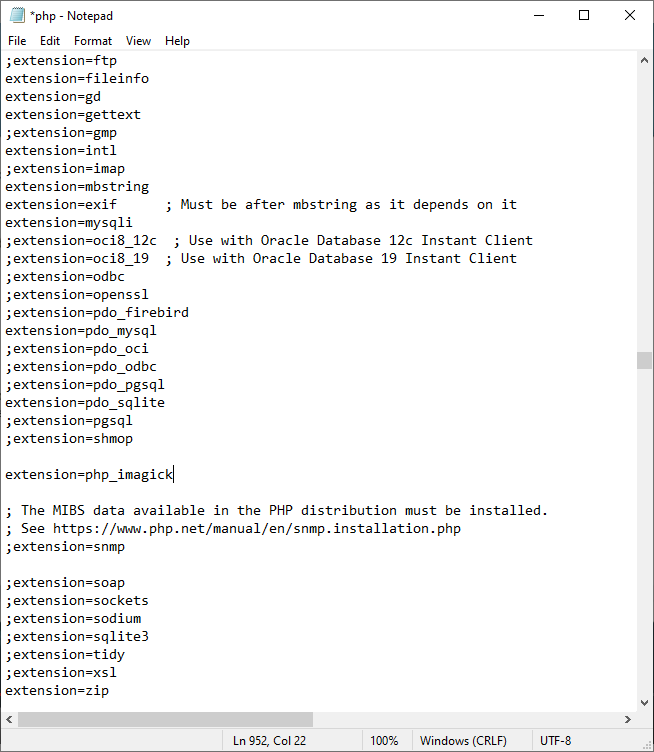 *php - Notepad
File Edit Format View Help
;extension=ftp
extension=fileinfo
extension=gd
extension=gettext
;extension=gmp
extension=intl
;extension=imap
extension=mbstring
extension=exif      ; Must be after mbstring as it depends on it
extension=mysqli
;extension=oci8_12c  ; Use with Oracle Database 12c Instant Client
;extension=oci8_19  ; Use with Oracle Database 19 Instant Client
;extension=odbc
;extension=openssl
;extension=pdo_firebird
extension=pdo_mysql
;extension=pdo_oci
;extension=pdo_odbc
;extension=pdo_pgsql
extension=pdo_sqlite
;extension=pgsql
;extension=shmop
extension=php_imagick
; The MIBS data available in the PHP distribution must be installed.
; See https://www.php.net/manual/en/snmp.installation.php
;extension=snmp
;extension=soap
;extension=sockets
;extension=sodium
;extension=sqlite3
;extension=tidy
;extension=xsl
extension=zip
Ln 952, Col 22 100% Windows (CRLF) UTF-8